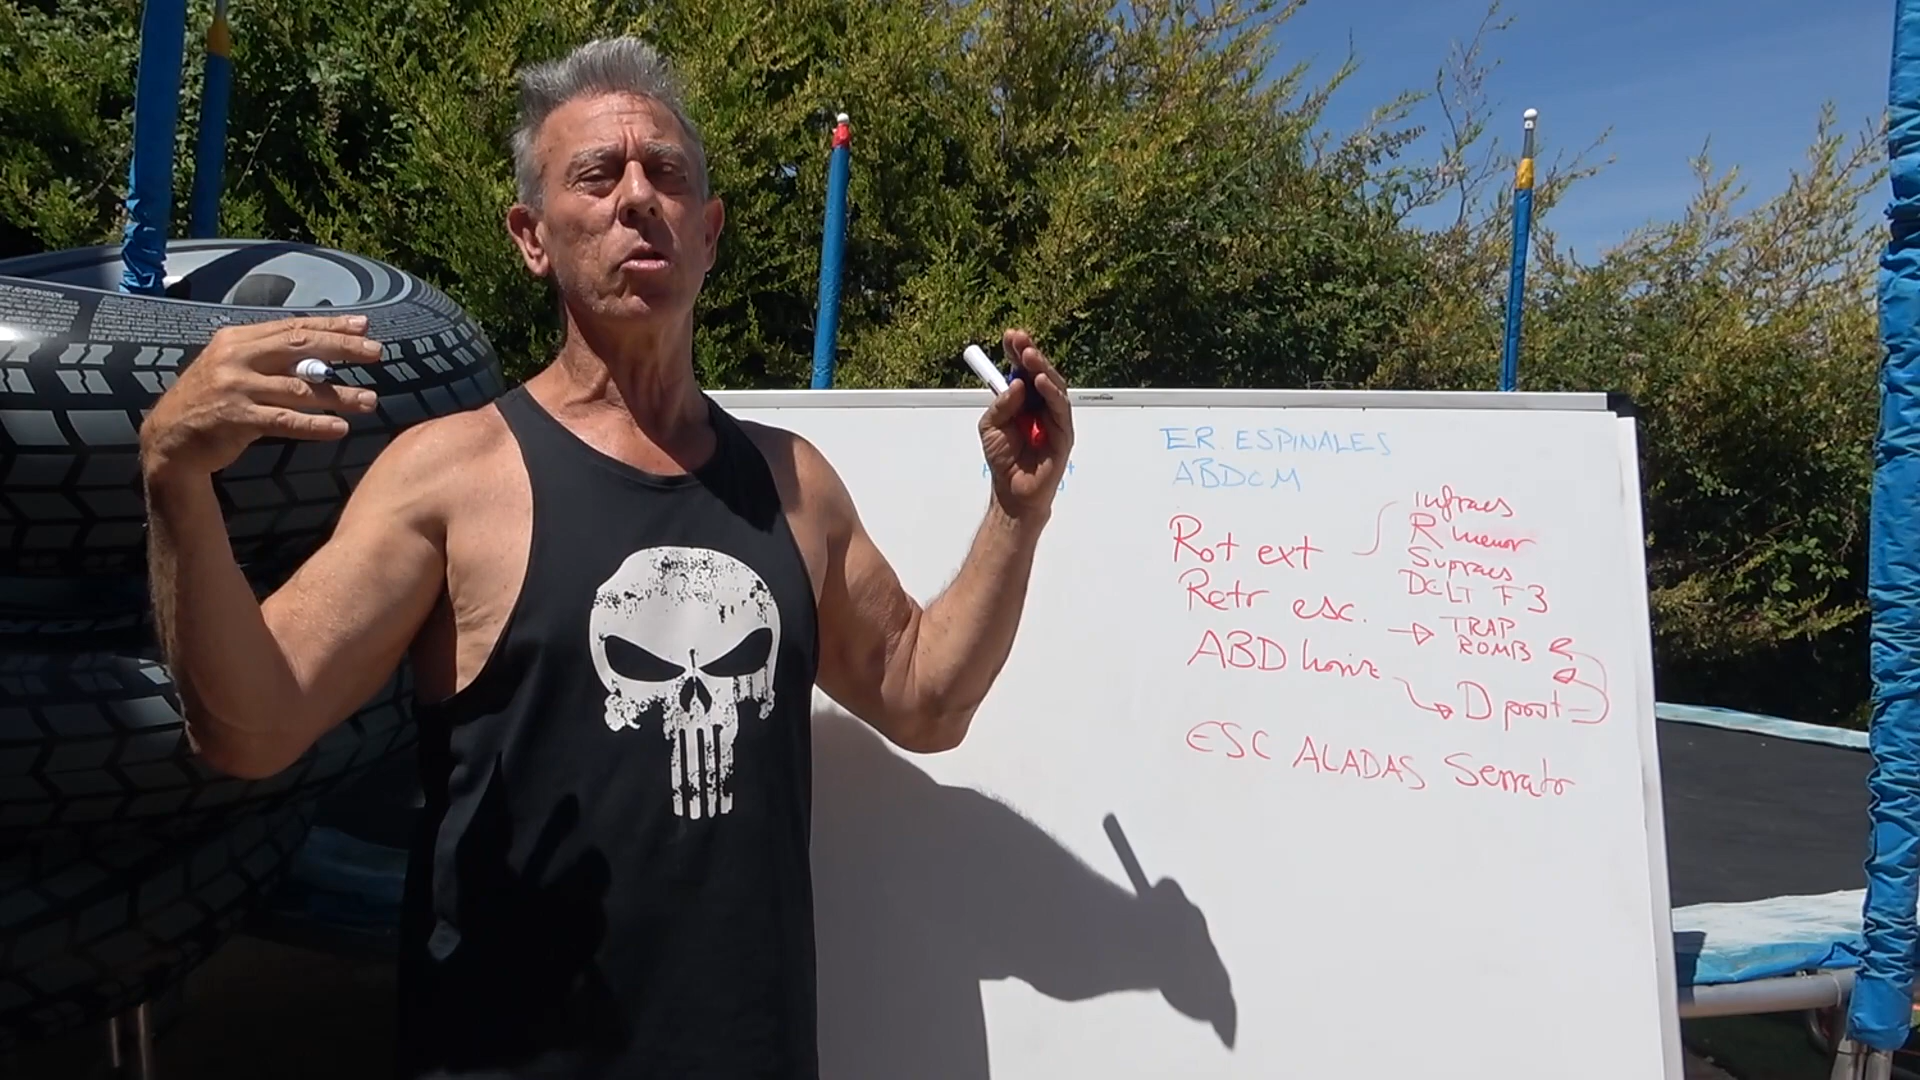 ER. ESPINALES
ABDOM
Rot ext
Infraes
R menor
Supraes
DELT F3
Retr esc.
TRAP
ROMB
ABD horiz
D post
ESC ALADAS Serrato